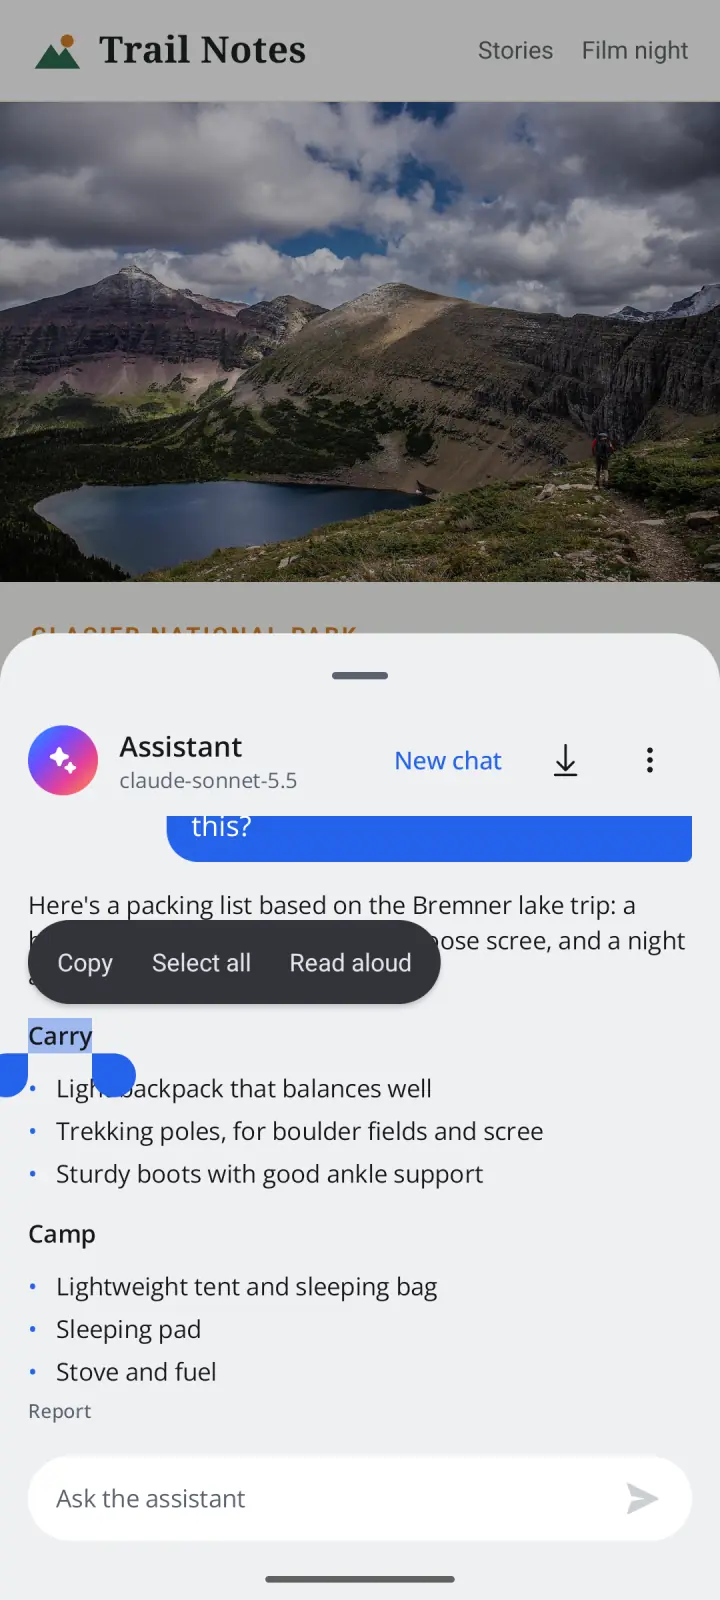 Trail Notes
Stories Film night
GLACIER NATIONAL PARK
Assistant
claude-sonnet-5.5
New chat
this?
Here's a packing list based on the Bremner lake trip: a
loose scree, and a night
Copy Select all Read aloud
Carry
• Light backpack that balances well
• Trekking poles, for boulder fields and scree
• Sturdy boots with good ankle support
Camp
• Lightweight tent and sleeping bag
• Sleeping pad
• Stove and fuel
Report
Ask the assistant